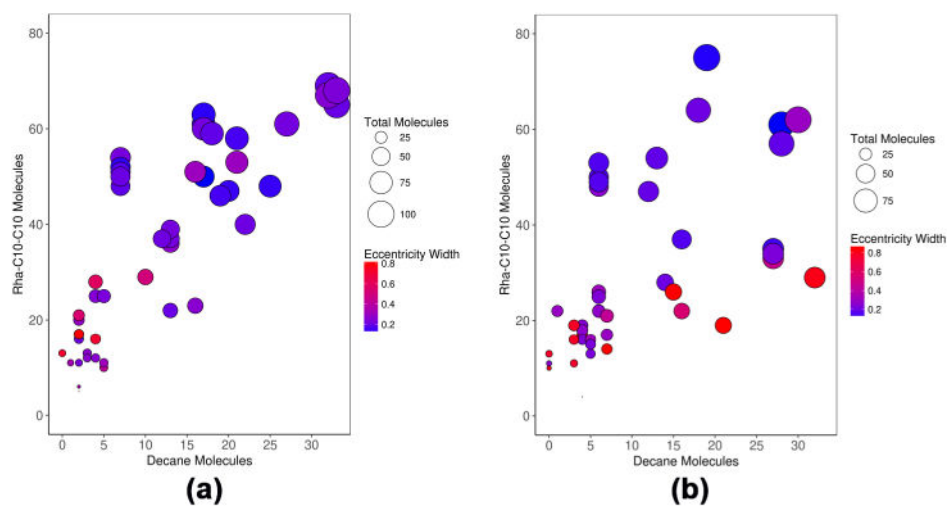 80
60
40
20
0
Rha-C10-C10 Molecules
0 5 10 15 20 25 30
Decane Molecules
Total Molecules
25
50
75
100
Eccentricity Width
0.8
0.6
0.4
0.2
(a)
80
60
40
20
0
Rha-C10-C10 Molecules
0 5 10 15 20 25 30
Decane Molecules
Total Molecules
25
50
75
Eccentricity Width
0.8
0.6
0.4
0.2
(b)